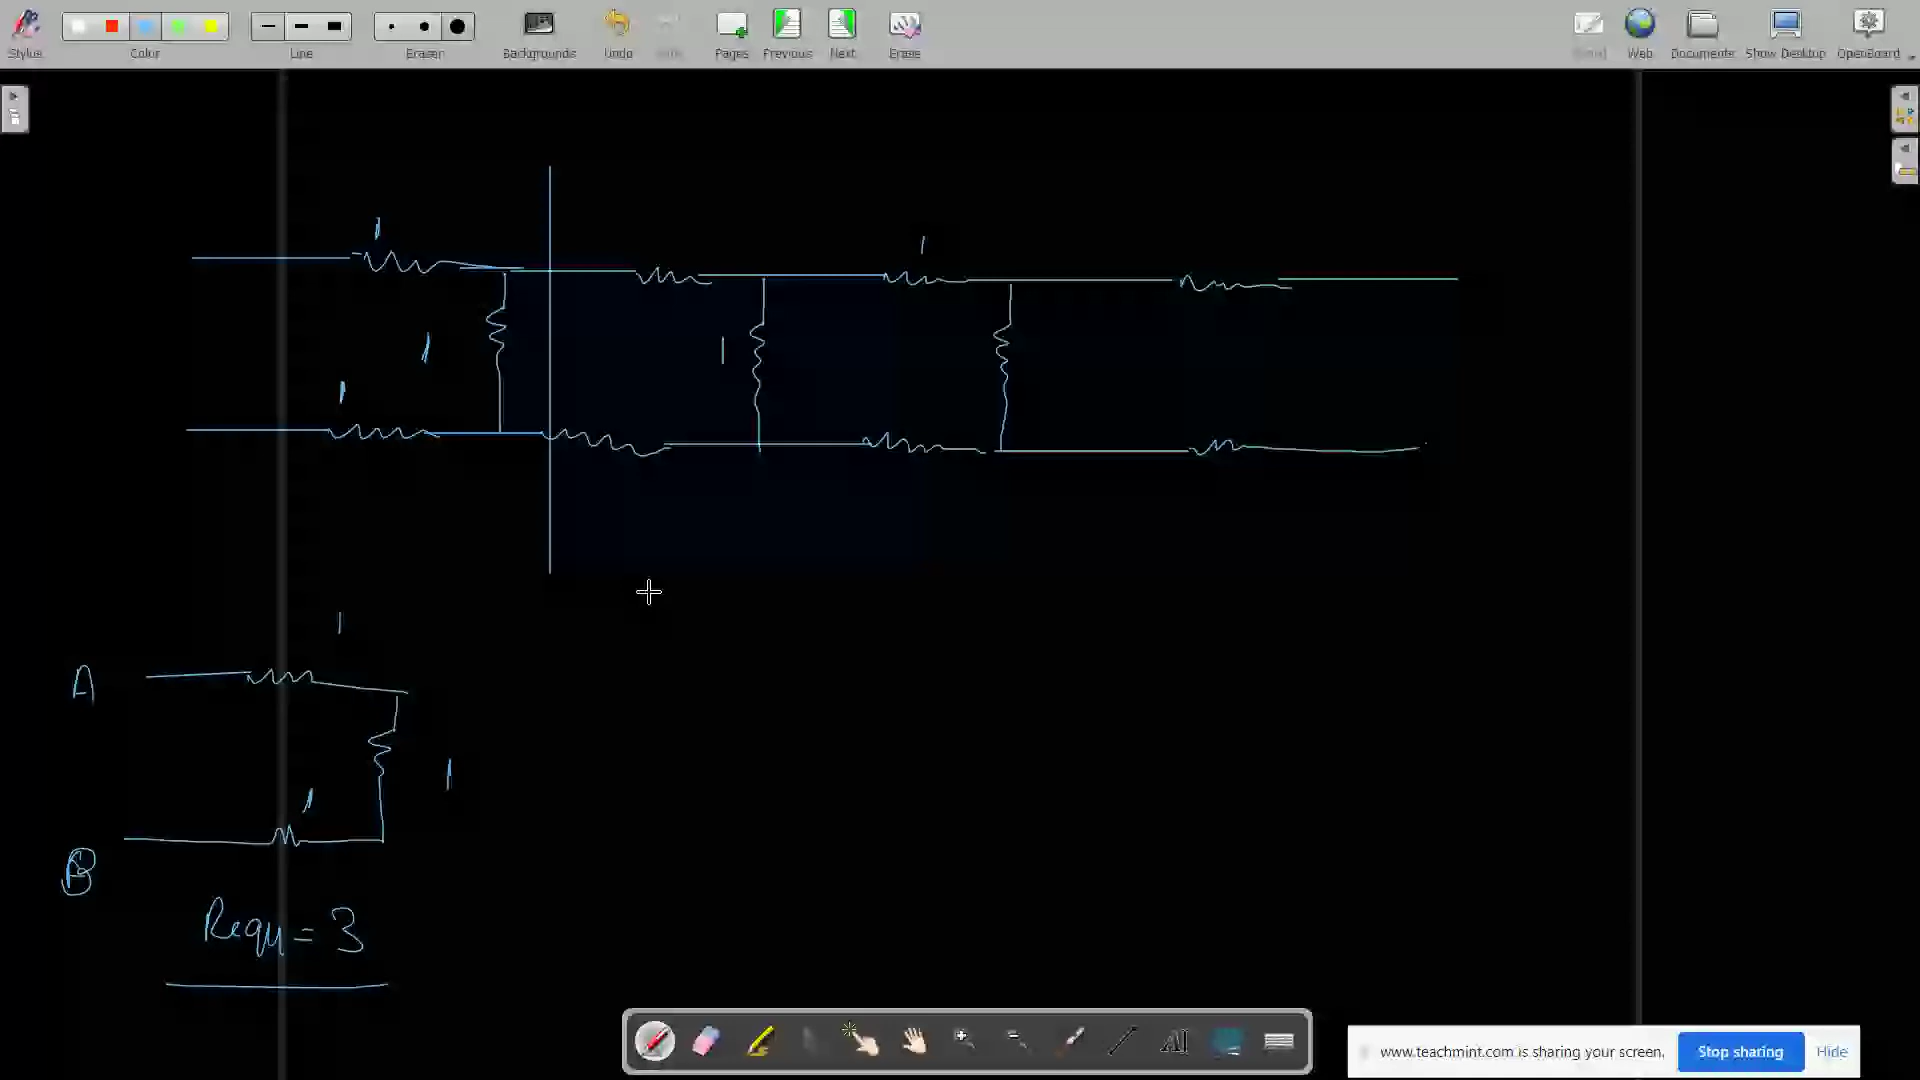 Stylus
Color
Line
Eraser
Backgrounds
Undo
Pages
Previous
Next
Erase
Web
Documents
Show Desktop
OpenBoard
1
1
1
1
1
1
A
1
1
B
Requ = 3
www.teachmint.com is sharing your screen.
Stop sharing
Hide